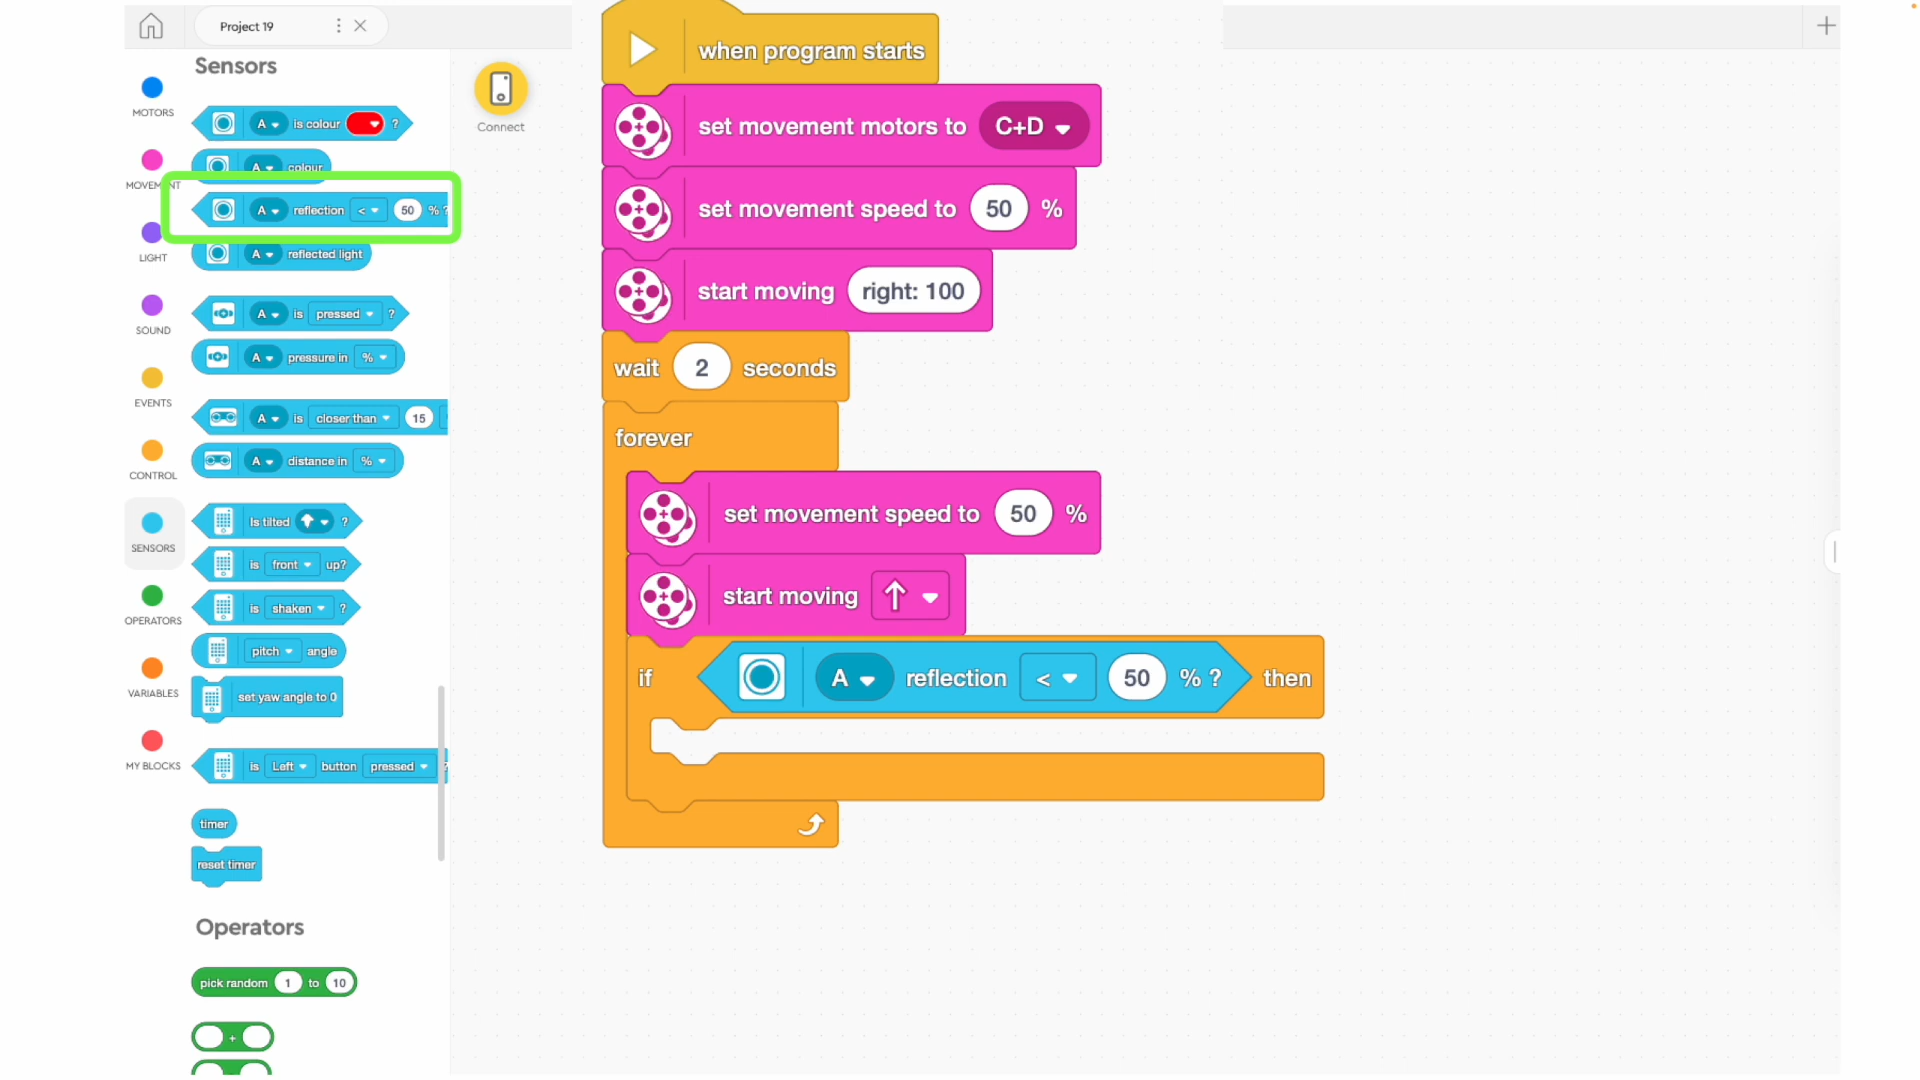 Project 19
Sensors
MOTORS
MOVEMENT
LIGHT
SOUND
EVENTS
CONTROL
SENSORS
OPERATORS
VARIABLES
MY BLOCKS
A is colour ?
A colour
A reflection < 50 % ?
A reflected light
A is pressed ?
A pressure in %
A is closer than 15
A distance in %
Is tilted ?
is front up?
is shaken ?
pitch angle
set yaw angle to 0
is Left button pressed
timer
reset timer
Operators
pick random 1 to 10
+
Connect
when program starts
set movement motors to C+D
set movement speed to 50 %
start moving right: 100
wait 2 seconds
forever
set movement speed to 50 %
start moving
if A reflection < 50 % ? then